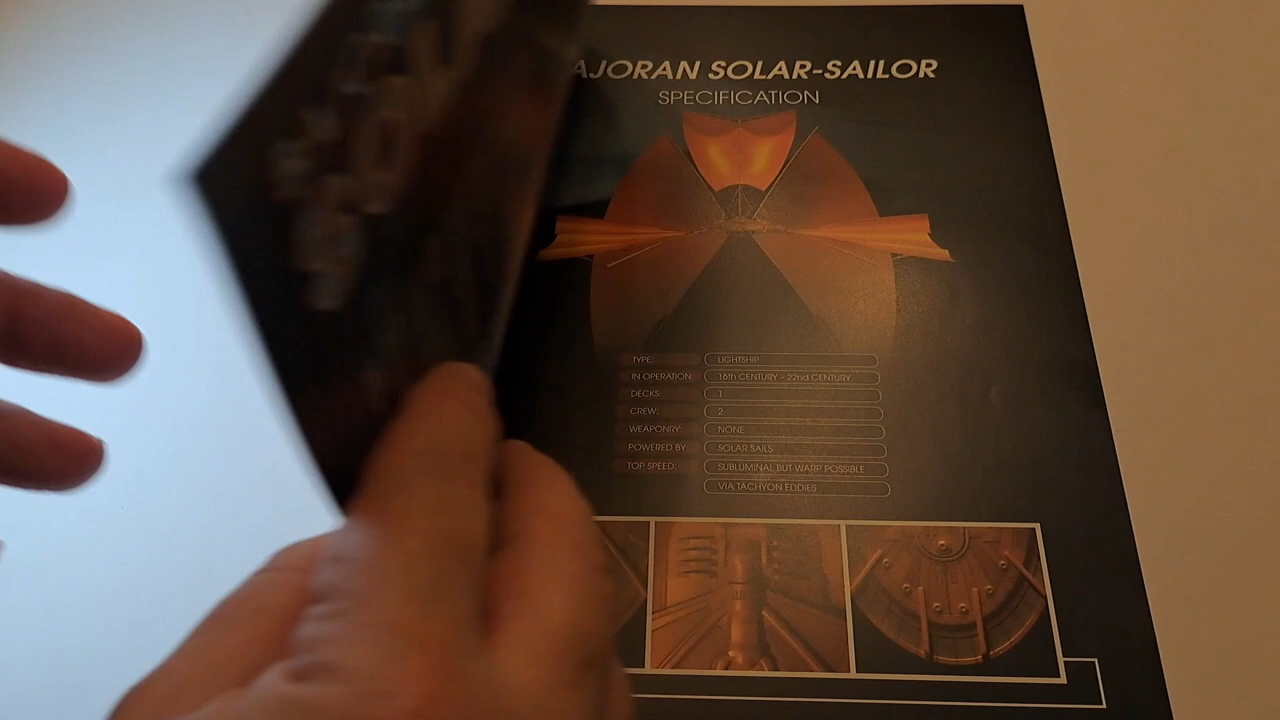 AJORAN SOLAR-SAILOR
SPECIFICATION
TYPE: LIGHTSHIP
IN OPERATION: 16th CENTURY - 22nd CENTURY
DECKS: 1
CREW: 2
WEAPONRY: NONE
POWERED BY: SOLAR SAILS
TOP SPEED: SUBLUMINAL, BUT WARP POSSIBLE
VIA TACHYON EDDIES